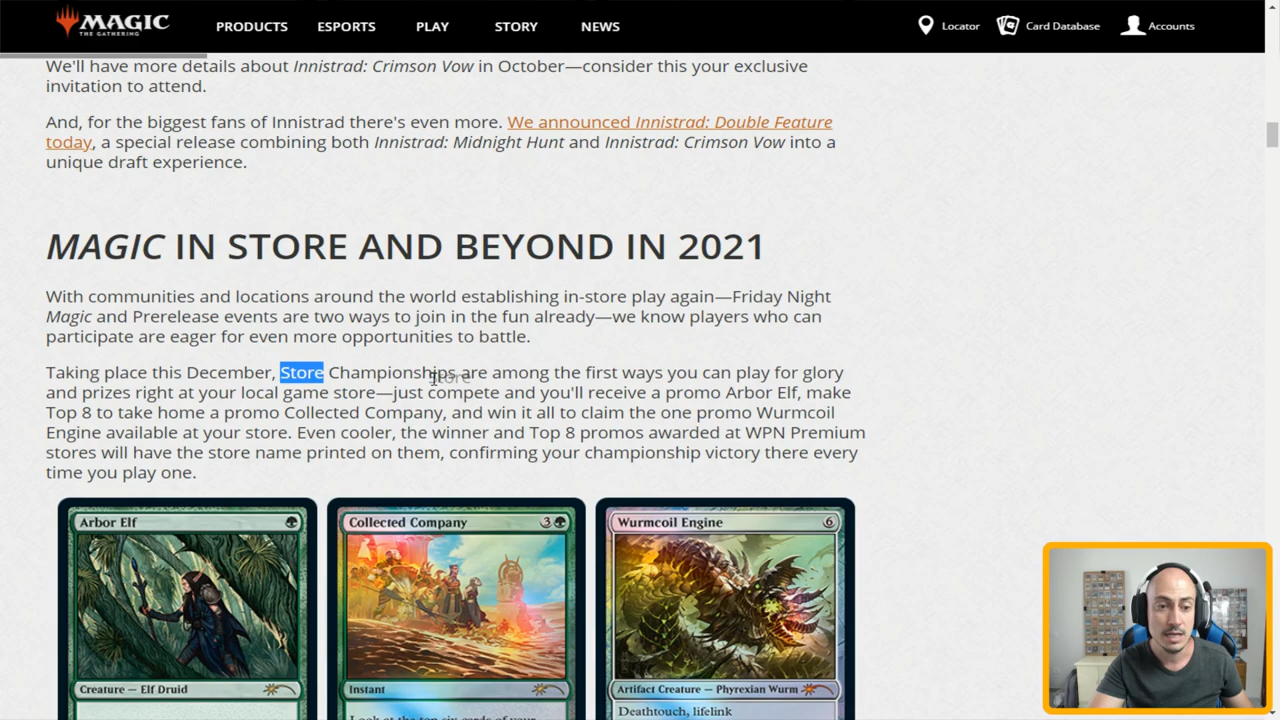 MAGIC
THE GATHERING
PRODUCTS
ESPORTS
PLAY
STORY
NEWS
Locator
Card Database
Accounts
We'll have more details about Innistrad: Crimson Vow in October—consider this your exclusive
invitation to attend.
And, for the biggest fans of Innistrad there's even more. We announced Innistrad: Double Feature
today, a special release combining both Innistrad: Midnight Hunt and Innistrad: Crimson Vow into a
unique draft experience.
MAGIC IN STORE AND BEYOND IN 2021
With communities and locations around the world establishing in-store play again—Friday Night
Magic and Prerelease events are two ways to join in the fun already—we know players who can
participate are eager for even more opportunities to battle.
Taking place this December, Store Championships are among the first ways you can play for glory
Store
and prizes right at your local game store—just compete and you'll receive a promo Arbor Elf, make
Top 8 to take home a promo Collected Company, and win it all to claim the one promo Wurmcoil
Engine available at your store. Even cooler, the winner and Top 8 promos awarded at WPN Premium
stores will have the store name printed on them, confirming your championship victory there every
time you play one.
Arbor Elf
Creature — Elf Druid
Collected Company 3
Instant
Look at the top six cards of your
Wurmcoil Engine 6
Artifact Creature — Phyrexian Wurm
Deathtouch, lifelink